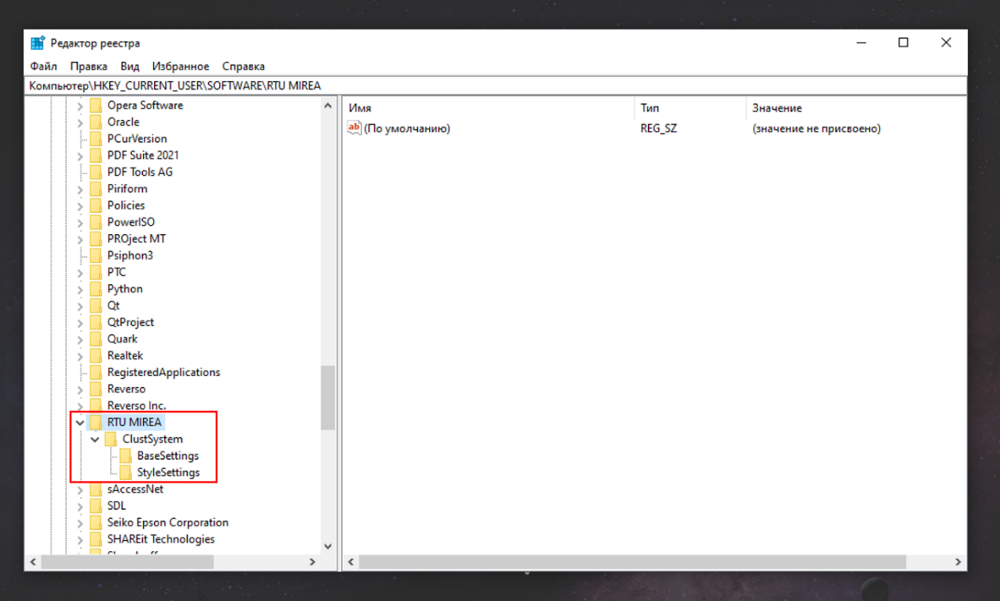 Редактор реестра
Файл Правка Вид Избранное Справка
Компьютер\HKEY_CURRENT_USER\SOFTWARE\RTU MIREA
Opera Software
Oracle
PCurVersion
PDF Suite 2021
PDF Tools AG
Piriform
Policies
PowerISO
PROject MT
Psiphon3
PTC
Python
Qt
QtProject
Quark
Realtek
RegisteredApplications
Reverso
Reverso Inc.
RTU MIREA
ClustSystem
BaseSettings
StyleSettings
sAccessNet
SDL
Seiko Epson Corporation
SHAREit Technologies
Имя Тип Значение
ab (По умолчанию) REG_SZ (значение не присвоено)